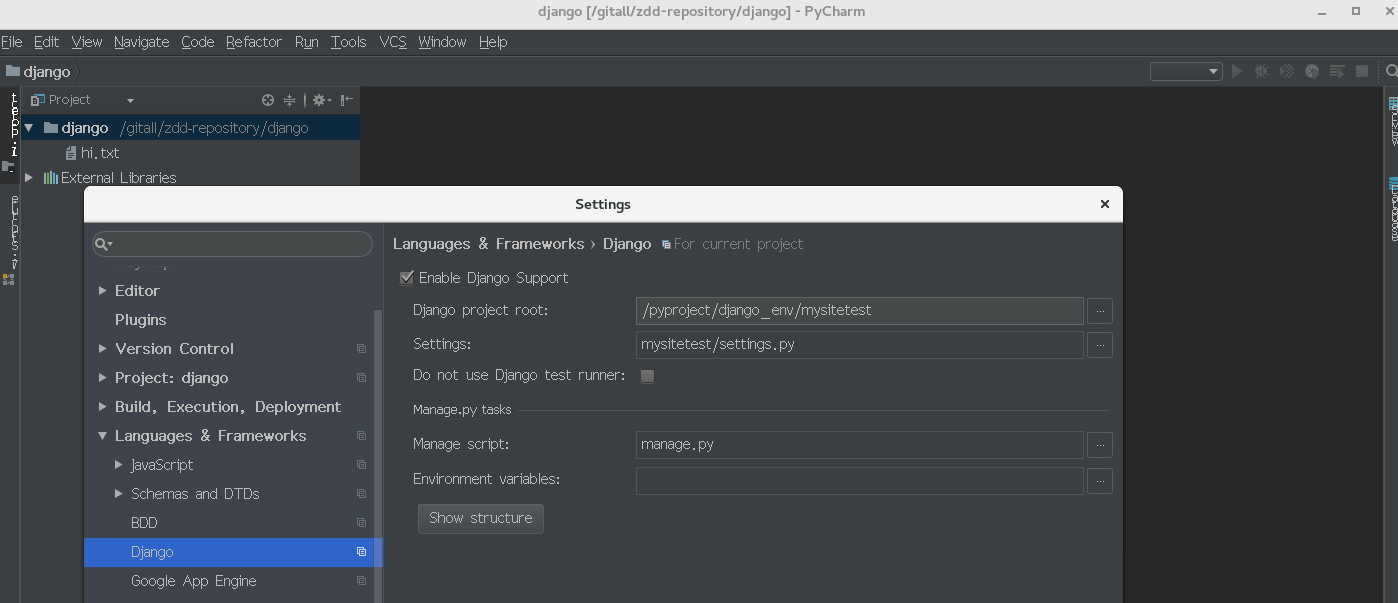 django [/gitall/zdd-repository/django] - PyCharm
File Edit View Navigate Code Refactor Run Tools VCS Window Help
django
Project
django /gitall/zdd-repository/django
hi.txt
External Libraries
Settings
Languages & Frameworks › Django For current project
Enable Django Support
Editor
Django project root: /pyproject/django_env/mysitetest
Plugins
Settings: mysitetest/settings.py
Version Control
Do not use Django test runner:
Project: django
Build, Execution, Deployment
Manage.py tasks
Languages & Frameworks
Manage script: manage.py
JavaScript
Environment variables:
Schemas and DTDs
Show structure
BDD
Django
Google App Engine